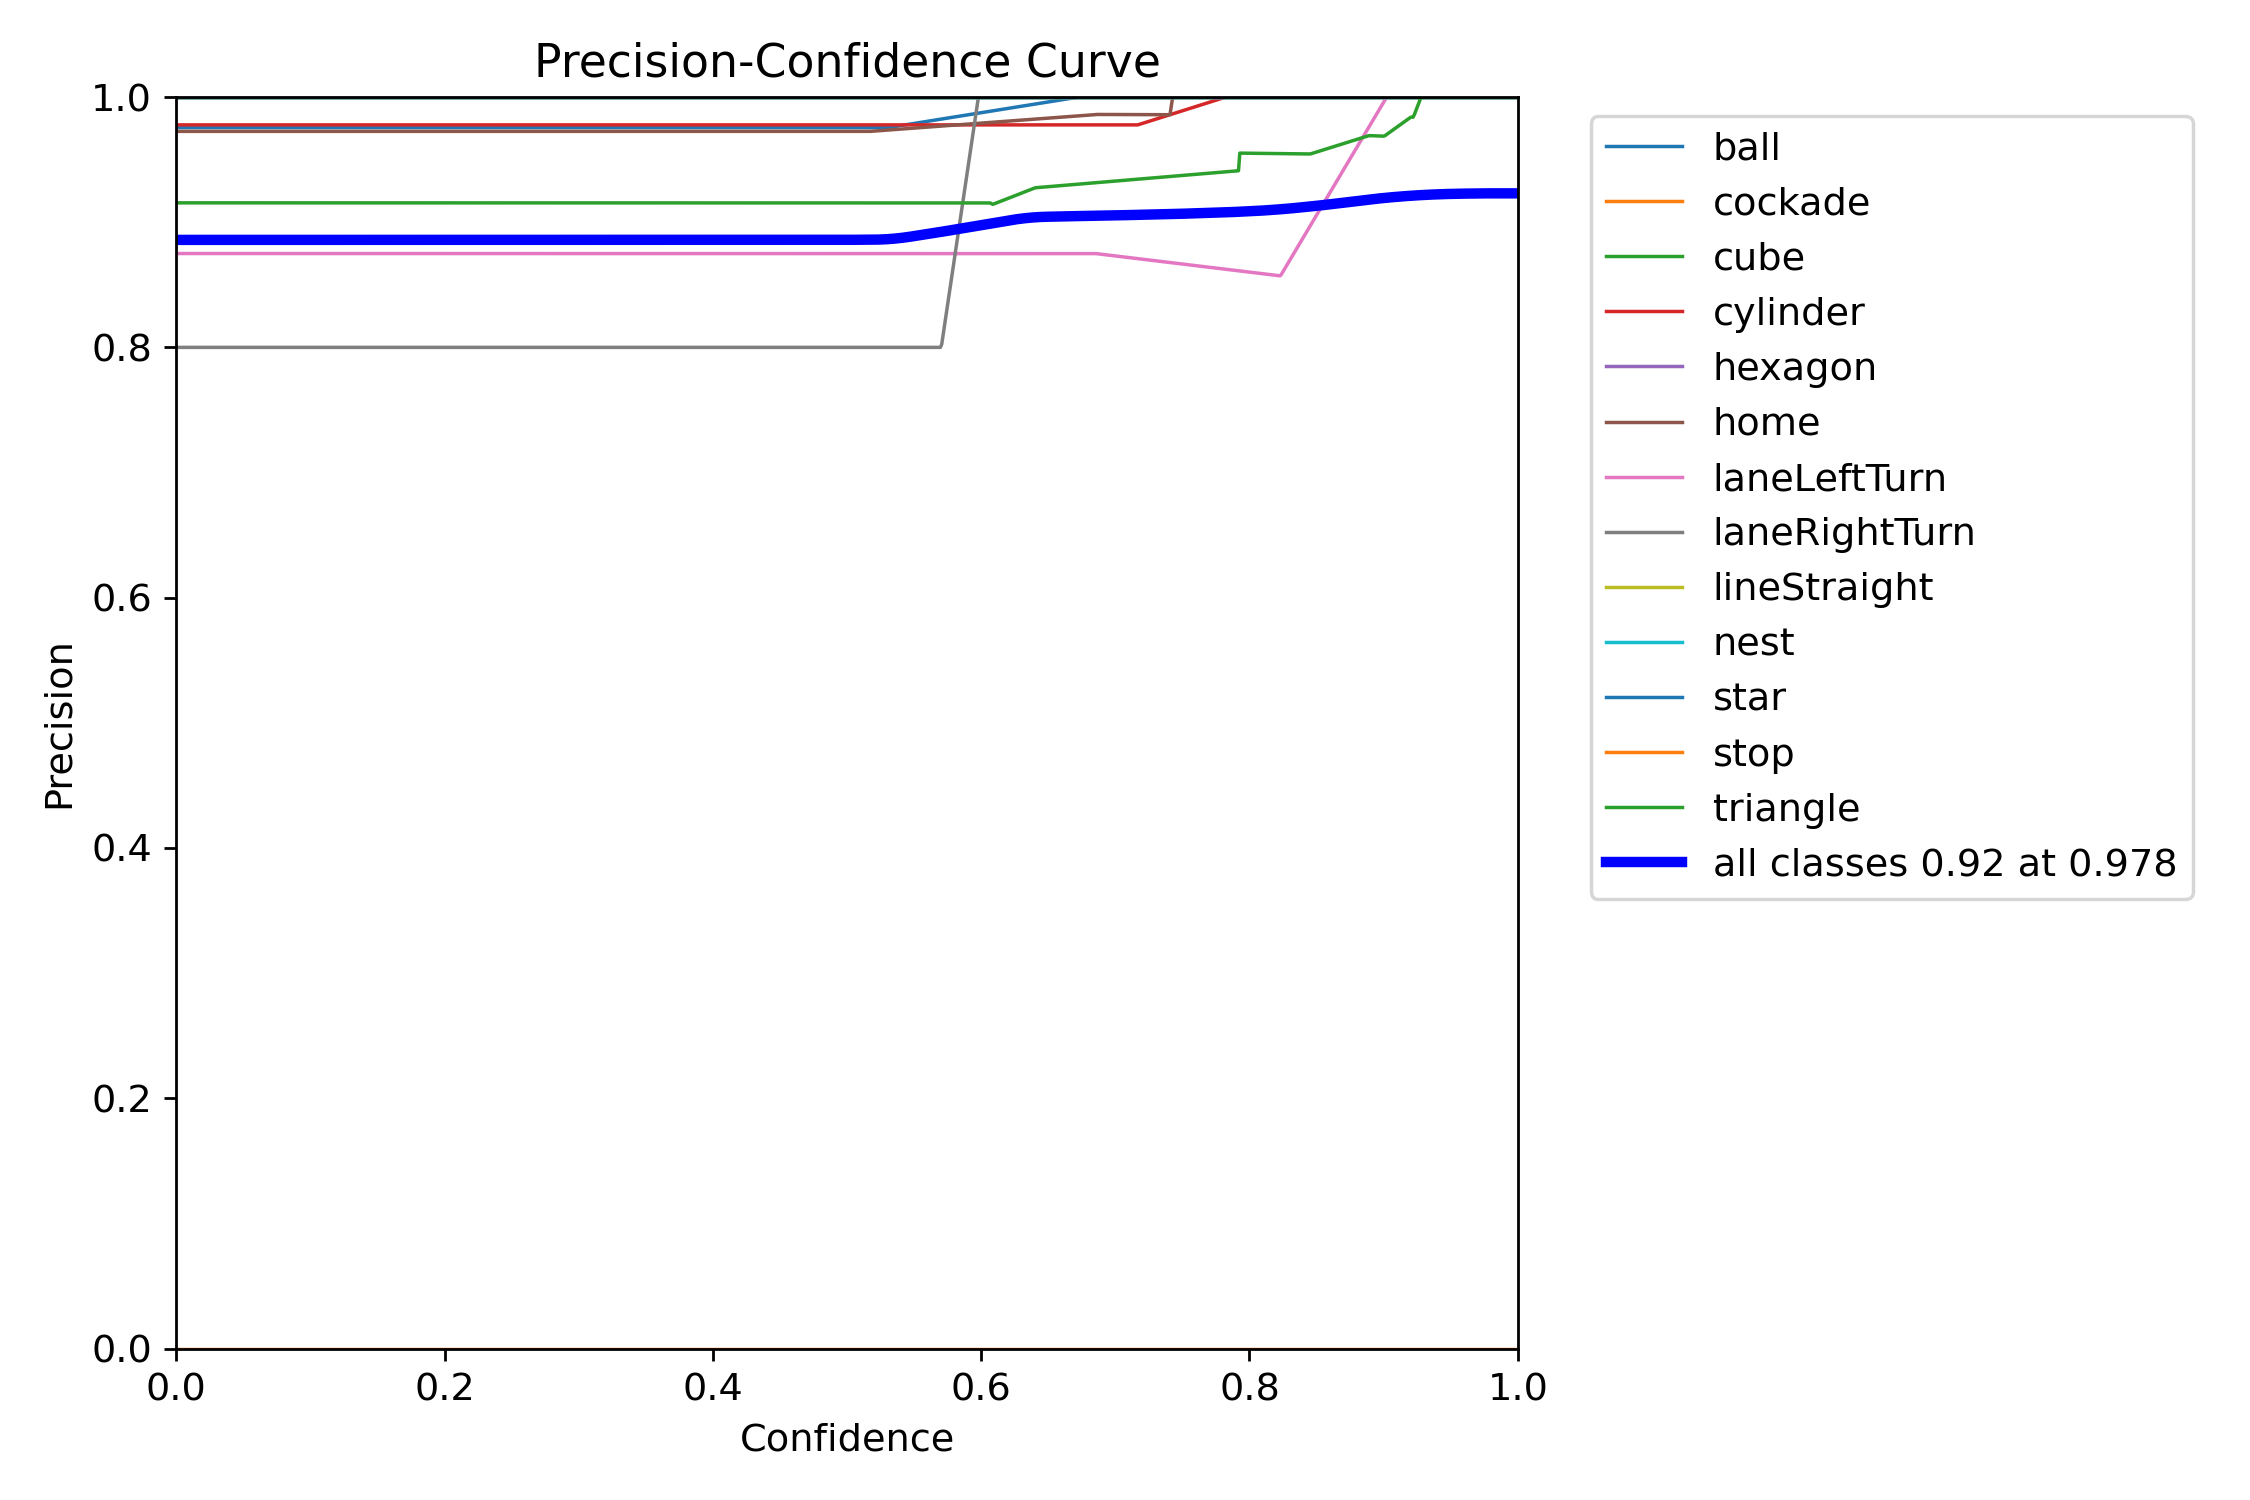 Precision-Confidence Curve
1.0
0.8
0.6
0.4
0.2
0.0
Precision
0.0
0.2
0.4
0.6
0.8
1.0
Confidence
ball
cockade
cube
cylinder
hexagon
home
laneLeftTurn
laneRightTurn
lineStraight
nest
star
stop
triangle
all classes 0.92 at 0.978